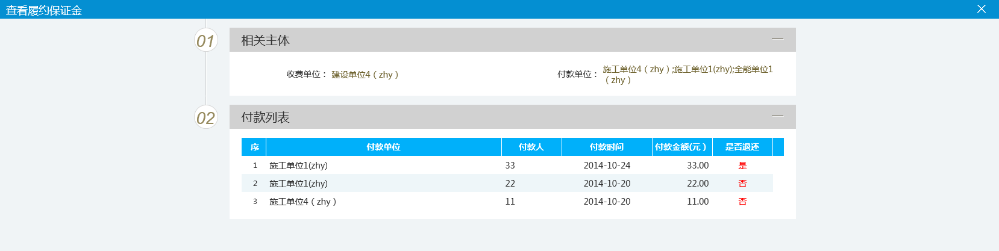 查看履约保证金
01
相关主体
收费单位： 建设单位4（zhy）
付款单位： 施工单位4（zhy）;施工单位1(zhy);全能单位1
（zhy）
02
付款列表
序 付款单位 付款人 付款时间 付款金额(元） 是否退还
1 施工单位1(zhy) 33 2014-10-24 33.00 是
2 施工单位1(zhy) 22 2014-10-20 22.00 否
3 施工单位4（zhy） 11 2014-10-20 11.00 否